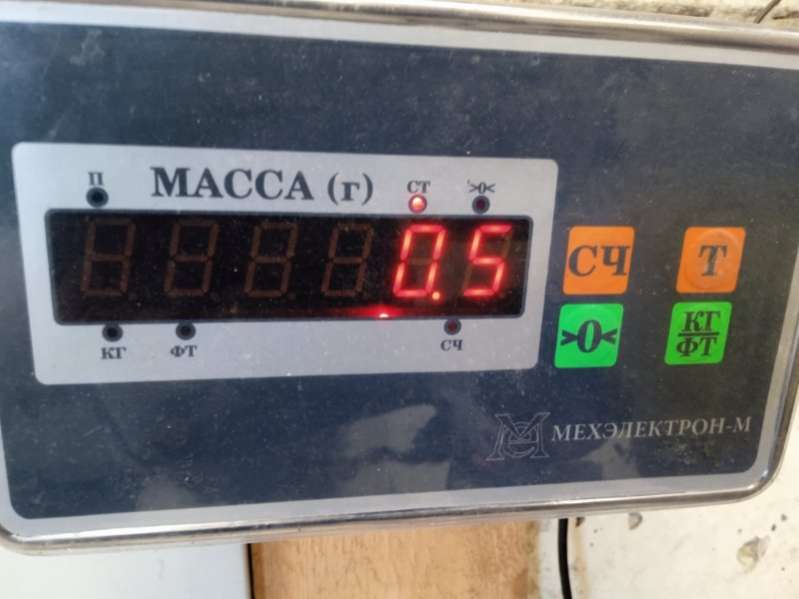 П МАССА (г) СТ >0<
0.5
КГ ФТ СЧ
СЧ Т
>0< КГ
ФТ
МЕХЭЛЕКТРОН-М